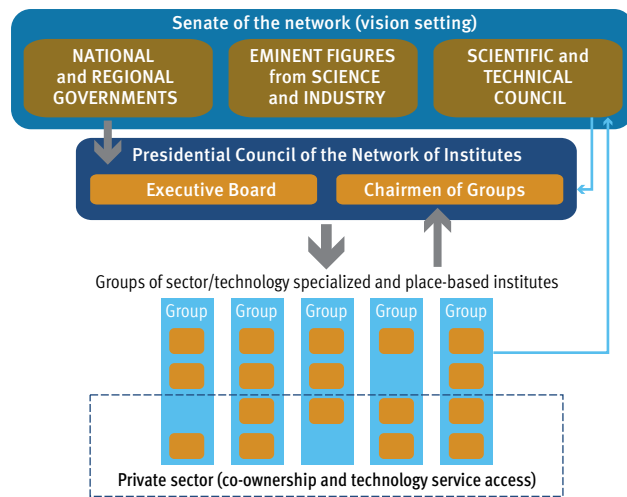 Senate of the network (vision setting)
NATIONAL
and REGIONAL
GOVERNMENTS
EMINENT FIGURES
from SCIENCE
and INDUSTRY
SCIENTIFIC and
TECHNICAL
COUNCIL
Presidential Council of the Network of Institutes
Executive Board
Chairmen of Groups
Groups of sector/technology specialized and place-based institutes
Group
Group
Group
Group
Group
Private sector (co-ownership and technology service access)